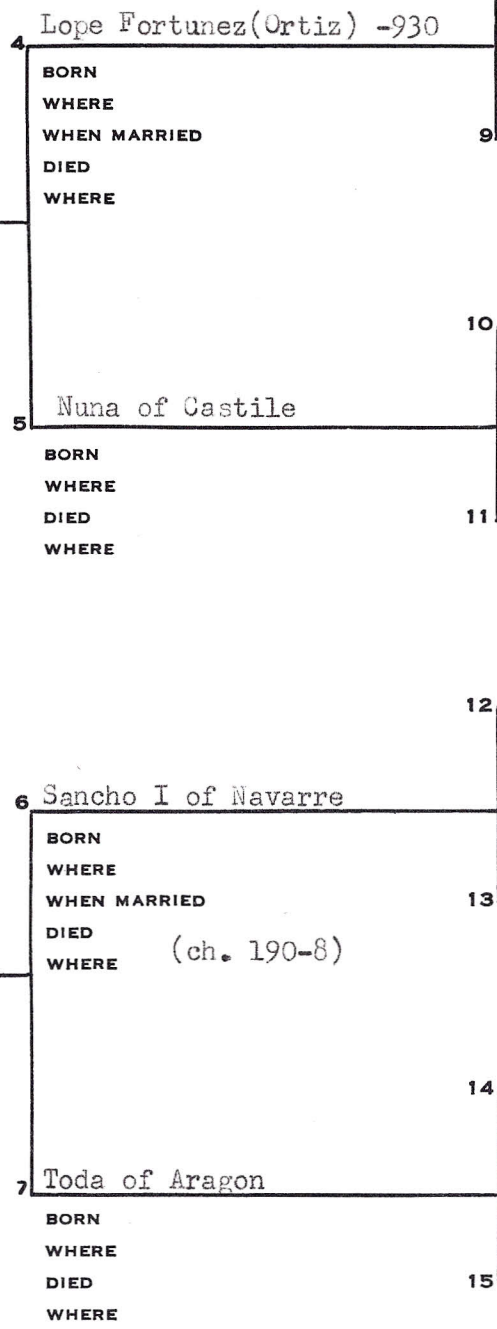 Lope Fortunez(Ortiz) -930
4
BORN
WHERE
WHEN MARRIED
9
DIED
WHERE
10
Nuna of Castile
5
BORN
WHERE
DIED
11
WHERE
12
6 Sancho I of Navarre
BORN
WHERE
WHEN MARRIED
13
DIED
WHERE (ch. 190-8)
14
7 Toda of Aragon
BORN
WHERE
DIED
15
WHERE